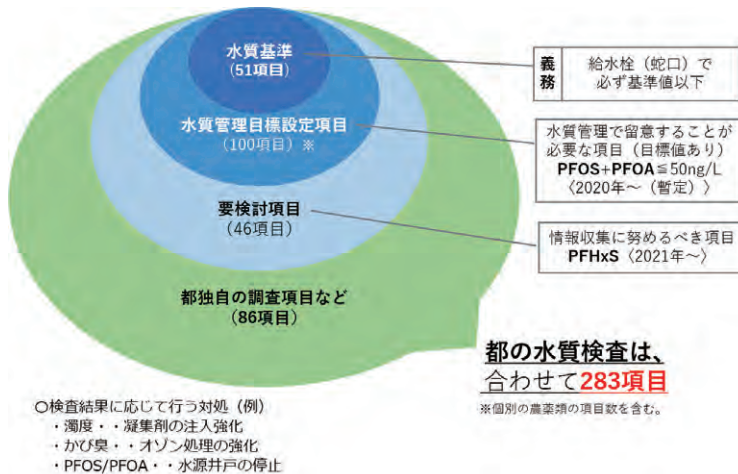 水質基準
(51項目)
水質管理目標設定項目
(100項目)※
要検討項目
(46項目)
都独自の調査項目など
(86項目)
義務
給水栓（蛇口）で
必ず基準値以下
水質管理で留意することが
必要な項目（目標値あり）
PFOS+PFOA≦50ng/L
〈2020年～（暫定）〉
情報収集に努めるべき項目
PFHxS〈2021年～〉
都の水質検査は、
合わせて283項目
※個別の農薬類の項目数を含む。
○検査結果に応じて行う対処（例）
・濁度・・凝集剤の注入強化
・かび臭・・オゾン処理の強化
・PFOS/PFOA・・水源井戸の停止